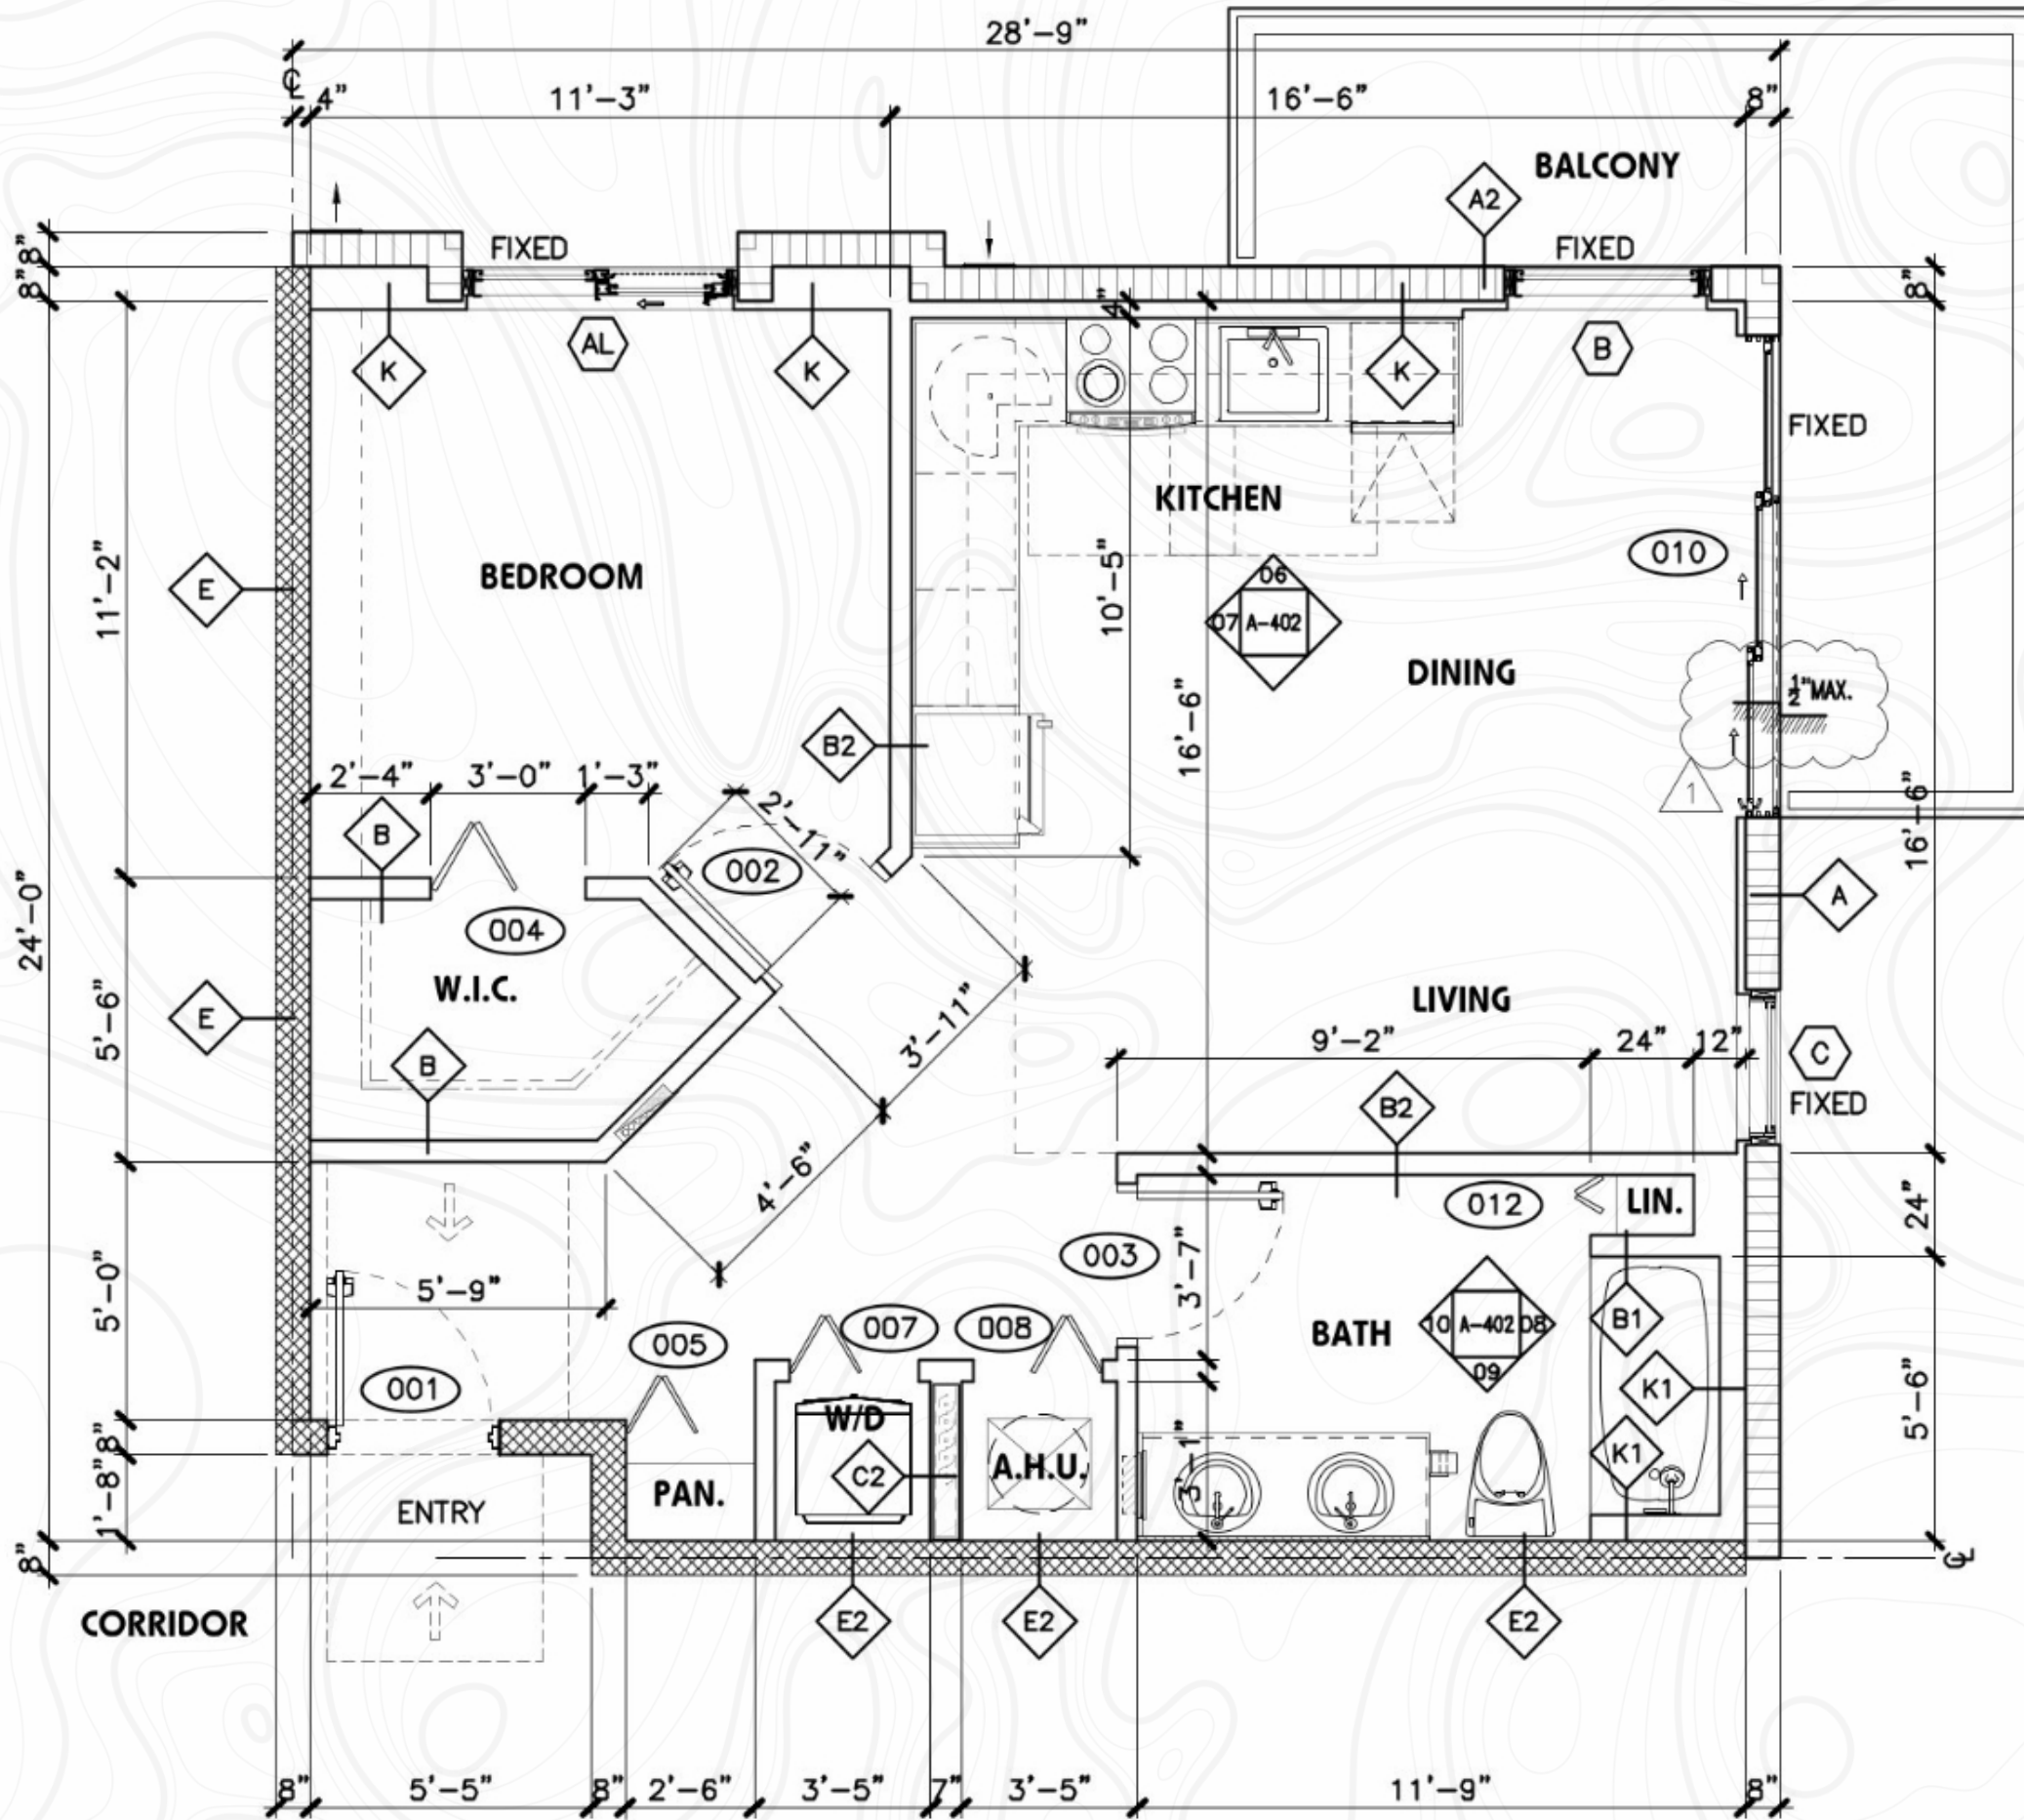 28'-9"
℄
4"
11'-3"
16'-6"
8"
BALCONY
A2
8"
8"
FIXED
FIXED
8"
AL
4"
B
K
K
K
FIXED
KITCHEN
11'-2"
E
BEDROOM
10'-5"
06
07 A-402
010
DINING
16'-6"
½"MAX.
B2
2'-4"
3'-0"
1'-3"
1
16'-6"
2'-11"
B
002
A
24'-0"
004
W.I.C.
LIVING
5'-6"
E
3'-11"
9'-2"
24"
12"
C
B
FIXED
B2
4'-6"
012
LIN.
24"
003
3'-7"
5'-0"
5'-9"
007
008
B1
005
BATH
10 A-402 08
09
001
K1
5'-6"
W/D
8"
C2
A.H.U.
3'-1"
K1
1'-8"
PAN.
ENTRY
8"
℄
CORRIDOR
E2
E2
E2
8"
5'-5"
8"
2'-6"
3'-5"
7"
3'-5"
11'-9"
8"